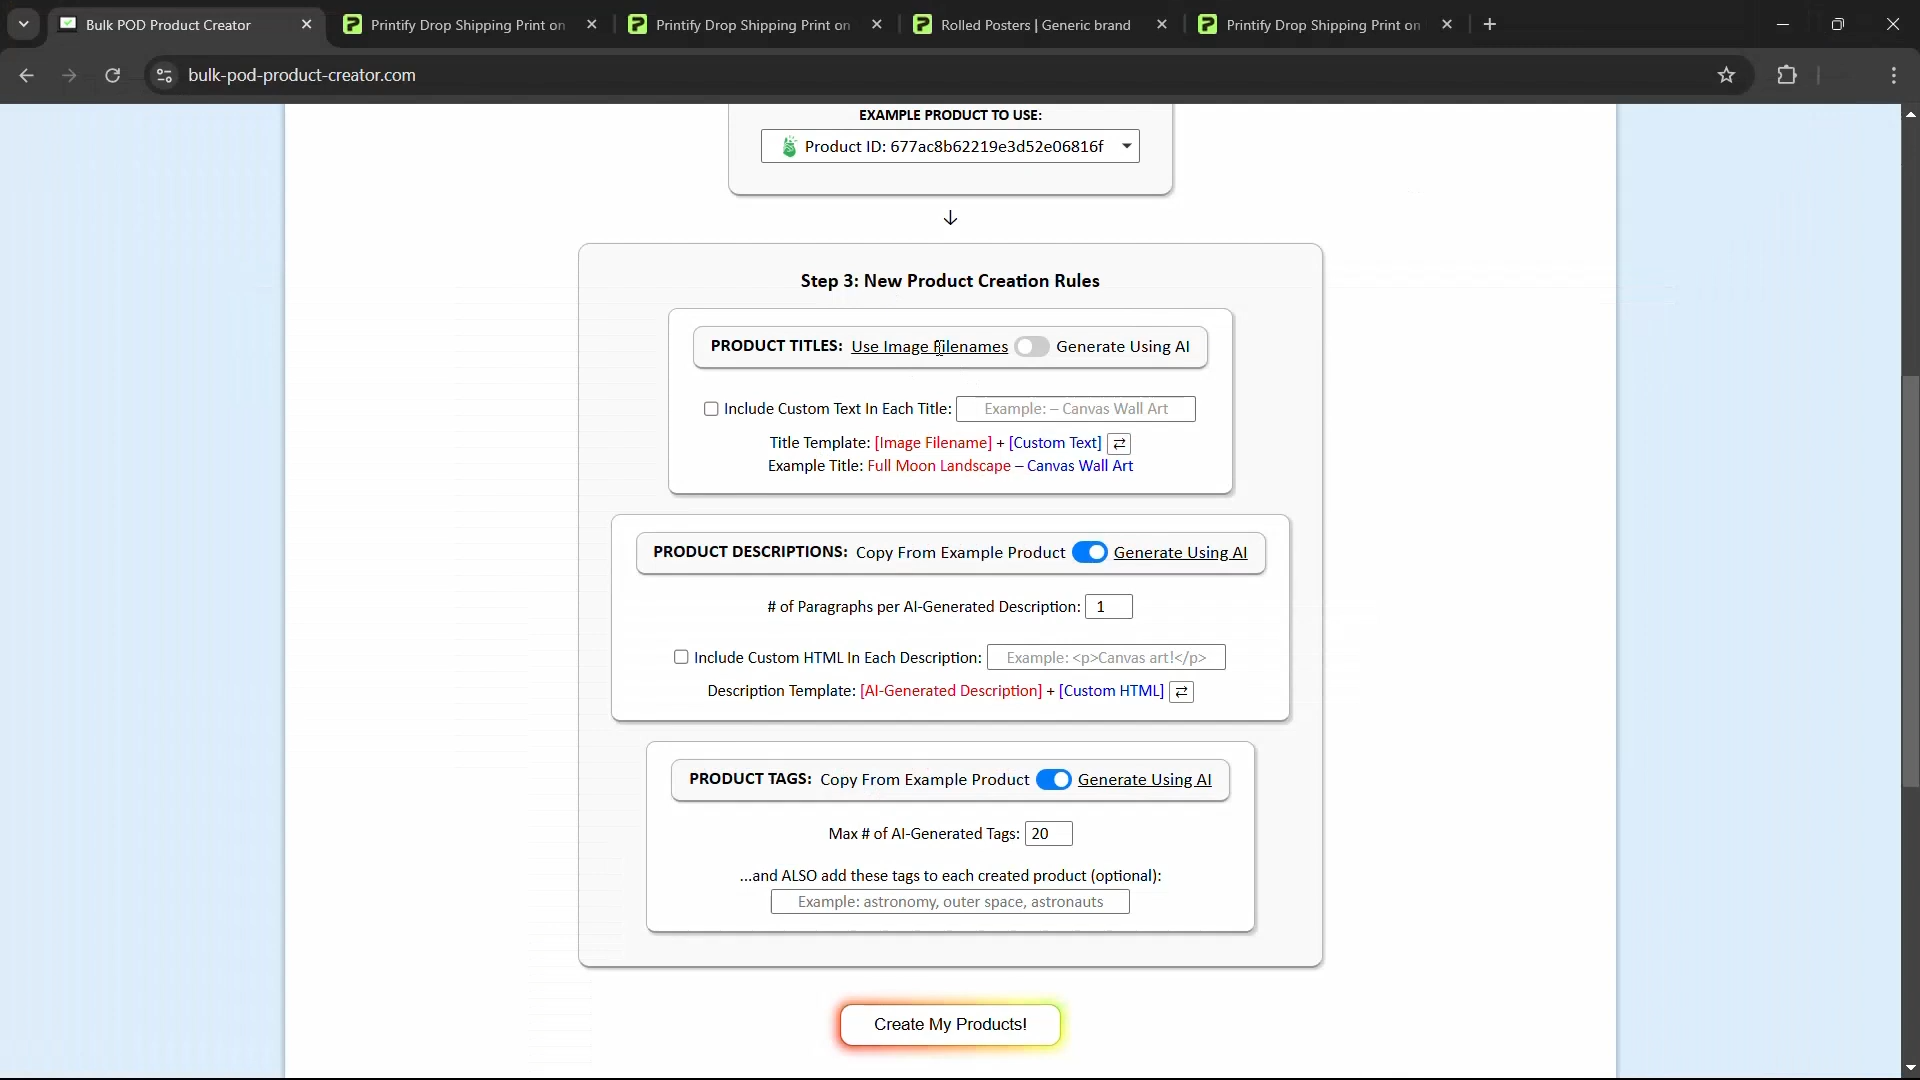 Bulk POD Product Creator
Printify Drop Shipping Print on
Printify Drop Shipping Print on
Rolled Posters | Generic brand
Printify Drop Shipping Print on
bulk-pod-product-creator.com
EXAMPLE PRODUCT TO USE:
Product ID: 677ac8b62219e3d52e06816f
Step 3: New Product Creation Rules
PRODUCT TITLES: Use Image Filenames Generate Using AI
Include Custom Text In Each Title: Example: – Canvas Wall Art
Title Template: [Image Filename] + [Custom Text] ⇄
Example Title: Full Moon Landscape – Canvas Wall Art
PRODUCT DESCRIPTIONS: Copy From Example Product Generate Using AI
# of Paragraphs per AI-Generated Description: 1
Include Custom HTML In Each Description: Example: <p>Canvas art!</p>
Description Template: [AI-Generated Description] + [Custom HTML] ⇄
PRODUCT TAGS: Copy From Example Product Generate Using AI
Max # of AI-Generated Tags: 20
...and ALSO add these tags to each created product (optional):
Example: astronomy, outer space, astronauts
Create My Products!